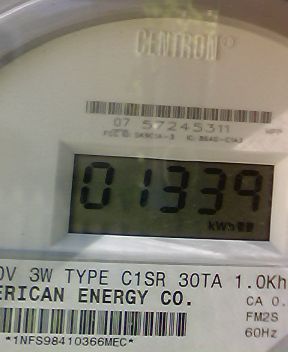 CENTRON®
07 57245311
01339
kWh
0V 3W TYPE C1SR 30TA 1.0Kh
ERICAN ENERGY CO.
CA 0.
FM2S
60Hz
*1NFS98410366MEC*